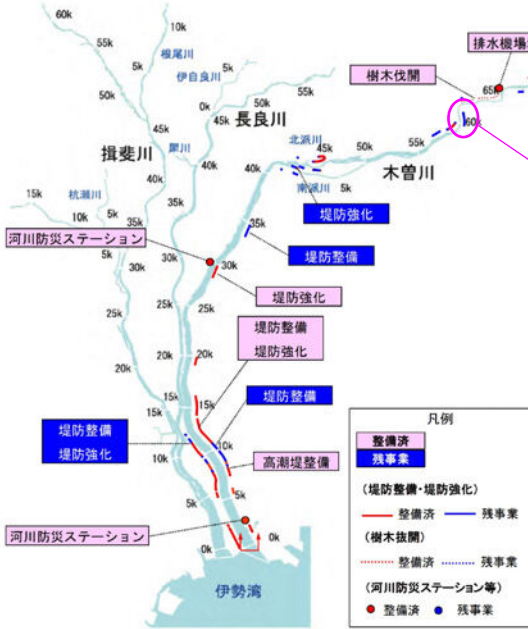 60k
10k
55k
5k
根尾川
排水機場
伊自良川
5k
65k
50k
0k
55k
樹木伐開
50k
長良川
60k
45k
45k
北派川
45k
55k
50k
揖斐川
犀川
木曽川
40k
40k
40k
15k
杭瀬川
5k
南派川
5k
10k
35k
35k
35k
堤防強化
河川防災ステーション
5k
30k
堤防整備
30k
30k
25k
堤防強化
25k
25k
堤防整備
堤防強化
20k
20k
20k
15k
15k
15k
堤防整備
堤防整備
堤防強化
10k
10k
高潮堤整備
5k
5k
河川防災ステーション
0k
0k
伊勢湾
凡例
整備済
残事業
(堤防整備・堤防強化)
整備済 残事業
(樹木抜開)
整備済 残事業
(河川防災ステーション等)
整備済 残事業